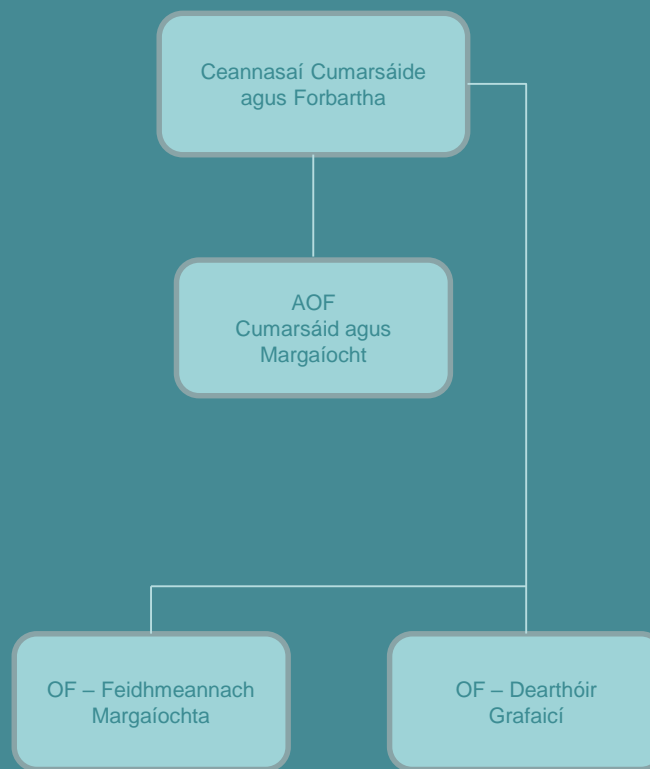 Ceannasaí Cumarsáide
agus Forbartha
AOF
Cumarsáid agus
Margaíocht
OF – Feidhmeannach
Margaíochta
OF – Dearthóir
Grafaicí